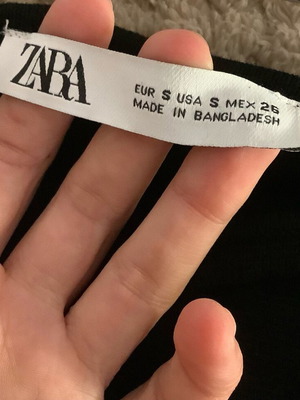 ZARA
EUR S USA S MEX 26
MADE IN BANGLADESH